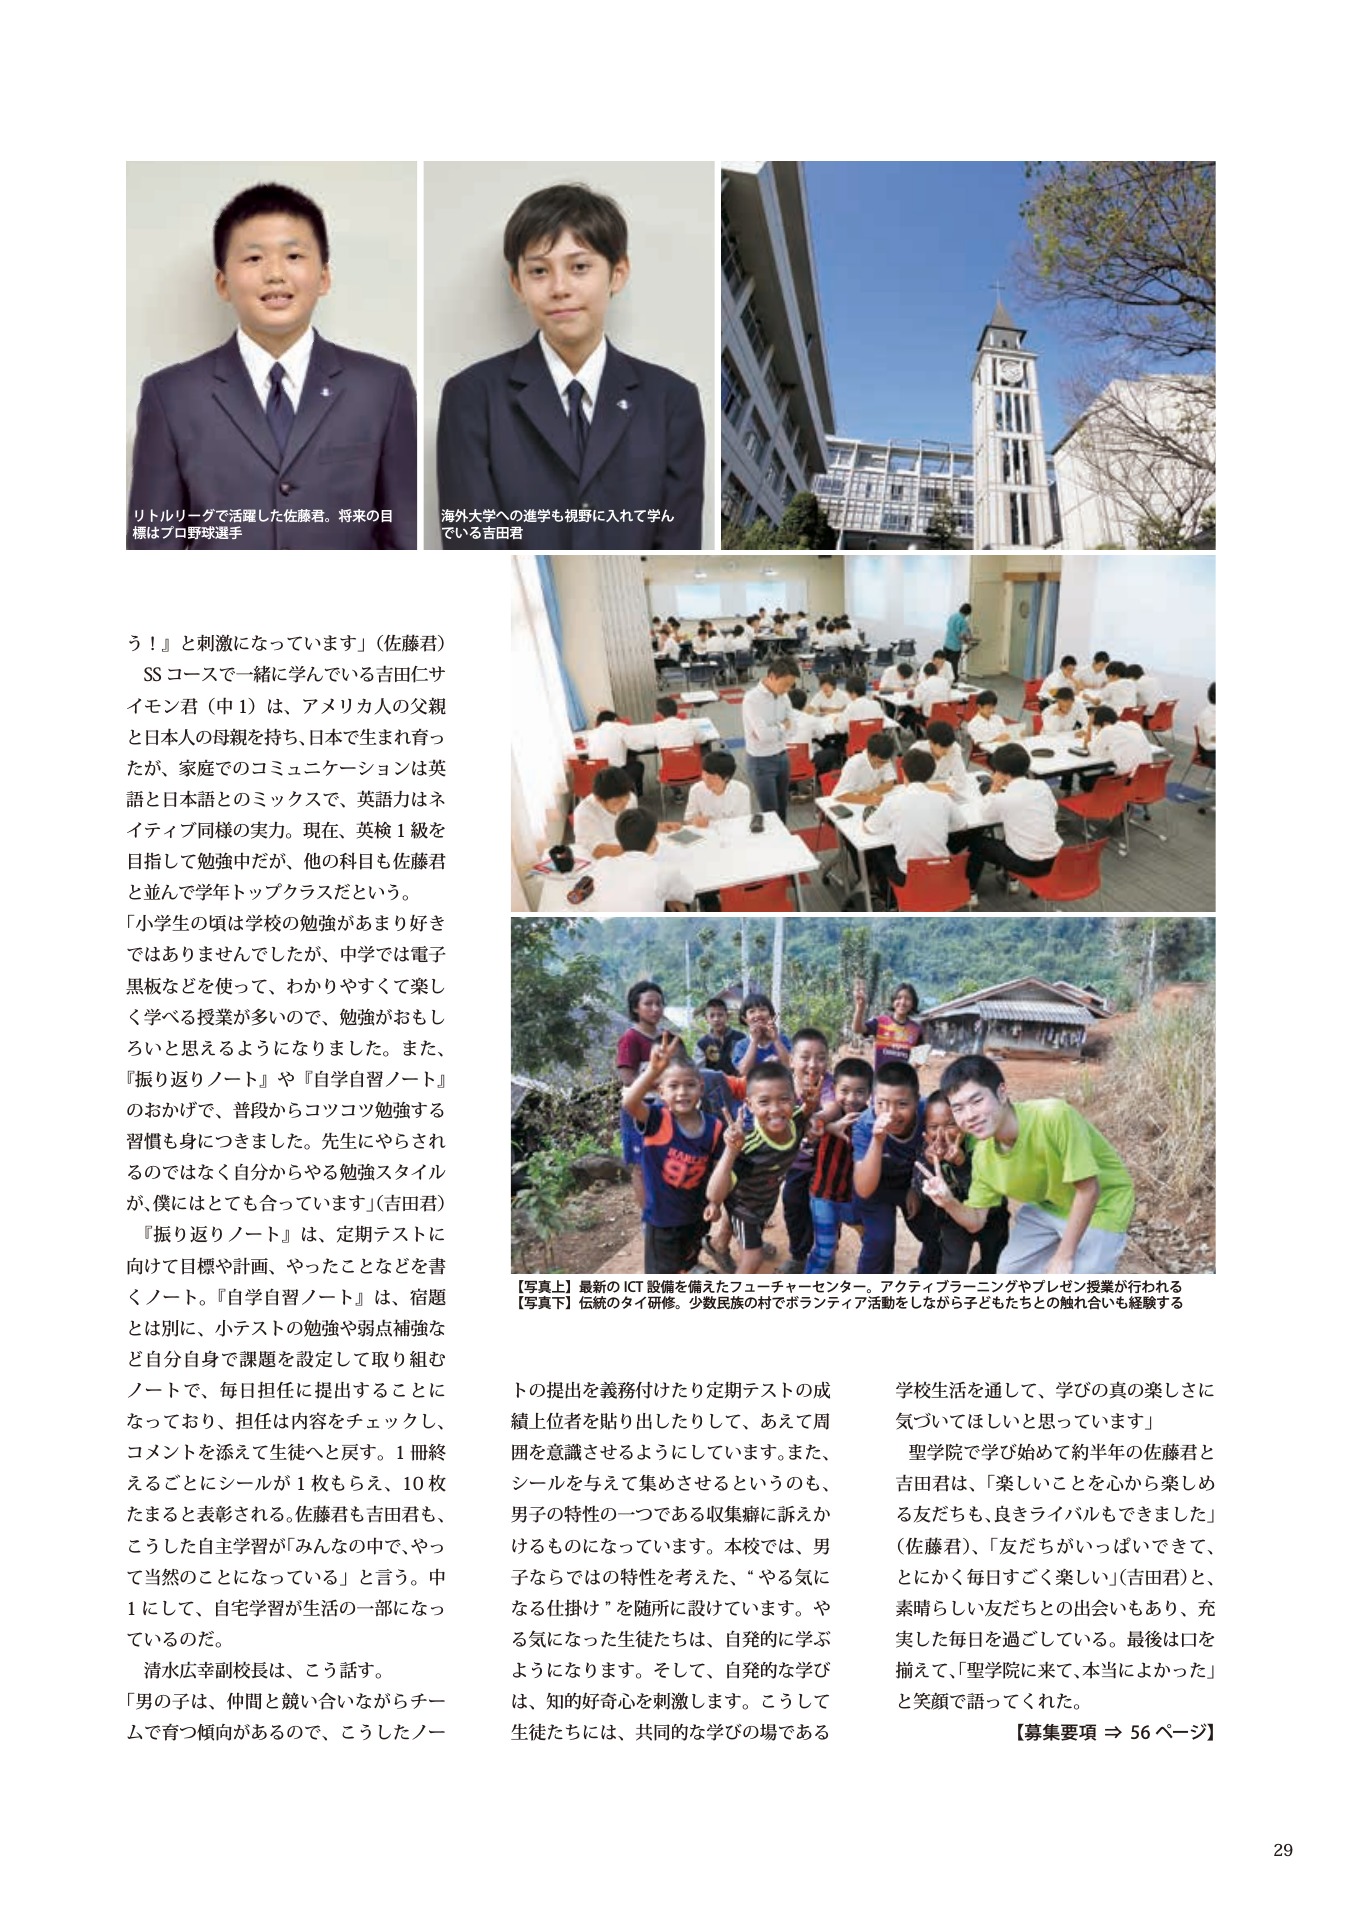 リトルリーグで活躍した佐藤君。将来の目
標はプロ野球選手
海外大学への進学も視野に入れて学ん
でいる吉田君
う！』と刺激になっています」（佐藤君）
SSコースで一緒に学んでいる吉田仁サ
イモン君（中1）は、アメリカ人の父親
と日本人の母親を持ち、日本で生まれ育っ
たが、家庭でのコミュニケーションは英
語と日本語とのミックスで、英語力はネ
イティブ同様の実力。現在、英検1級を
目指して勉強中だが、他の科目も佐藤君
と並んで学年トップクラスだという。
「小学生の頃は学校の勉強があまり好き
ではありませんでしたが、中学では電子
黒板などを使って、わかりやすくて楽し
く学べる授業が多いので、勉強がおもし
ろいと思えるようになりました。また、
『振り返りノート』や『自学自習ノート』
のおかげで、普段からコツコツ勉強する
習慣も身につきました。先生にやらされ
るのではなく自分からやる勉強スタイル
が、僕にはとても合っています」（吉田君）
『振り返りノート』は、定期テストに
向けて目標や計画、やったことなどを書
くノート。『自学自習ノート』は、宿題
とは別に、小テストの勉強や弱点補強な
ど自分自身で課題を設定して取り組む
ノートで、毎日担任に提出することに
なっており、担任は内容をチェックし、
コメントを添えて生徒へと戻す。1冊終
えるごとにシールが1枚もらえ、10枚
たまると表彰される。佐藤君も吉田君も、
こうした自主学習が「みんなの中で、やっ
て当然のことになっている」と言う。中
1にして、自宅学習が生活の一部になっ
ているのだ。
清水広幸副校長は、こう話す。
「男の子は、仲間と競い合いながらチー
ムで育つ傾向があるので、こうしたノー
HARLEM
97
【写真上】最新のICT設備を備えたフューチャーセンター。アクティブラーニングやプレゼン授業が行われる
【写真下】伝統のタイ研修。少数民族の村でボランティア活動をしながら子どもたちとの触れ合いも経験する
トの提出を義務付けたり定期テストの成
績上位者を貼り出したりして、あえて周
囲を意識させるようにしています。また、
シールを与えて集めさせるというのも、
男子の特性の一つである収集癖に訴えか
けるものになっています。本校では、男
子ならではの特性を考えた、“やる気に
なる仕掛け”を随所に設けています。や
る気になった生徒たちは、自発的に学ぶ
ようになります。そして、自発的な学び
は、知的好奇心を刺激します。こうして
生徒たちには、共同的な学びの場である
学校生活を通して、学びの真の楽しさに
気づいてほしいと思っています」
聖学院で学び始めて約半年の佐藤君と
吉田君は、「楽しいことを心から楽しめ
る友だちも、良きライバルもできました」
（佐藤君）、「友だちがいっぱいできて、
とにかく毎日すごく楽しい」（吉田君）と、
素晴らしい友だちとの出会いもあり、充
実した毎日を過ごしている。最後は口を
揃えて、「聖学院に来て、本当によかった」
と笑顔で語ってくれた。
【募集要項 ⇒ 56ページ】
29